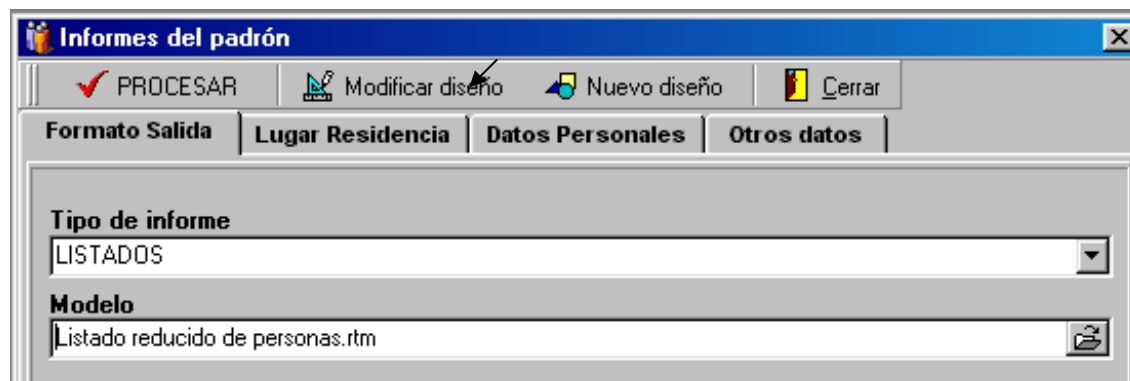 Informes del padrón
PROCESAR Modificar diseño Nuevo diseño Cerrar
Formato Salida Lugar Residencia Datos Personales Otros datos
Tipo de informe
LISTADOS
Modelo
Listado reducido de personas.rtm